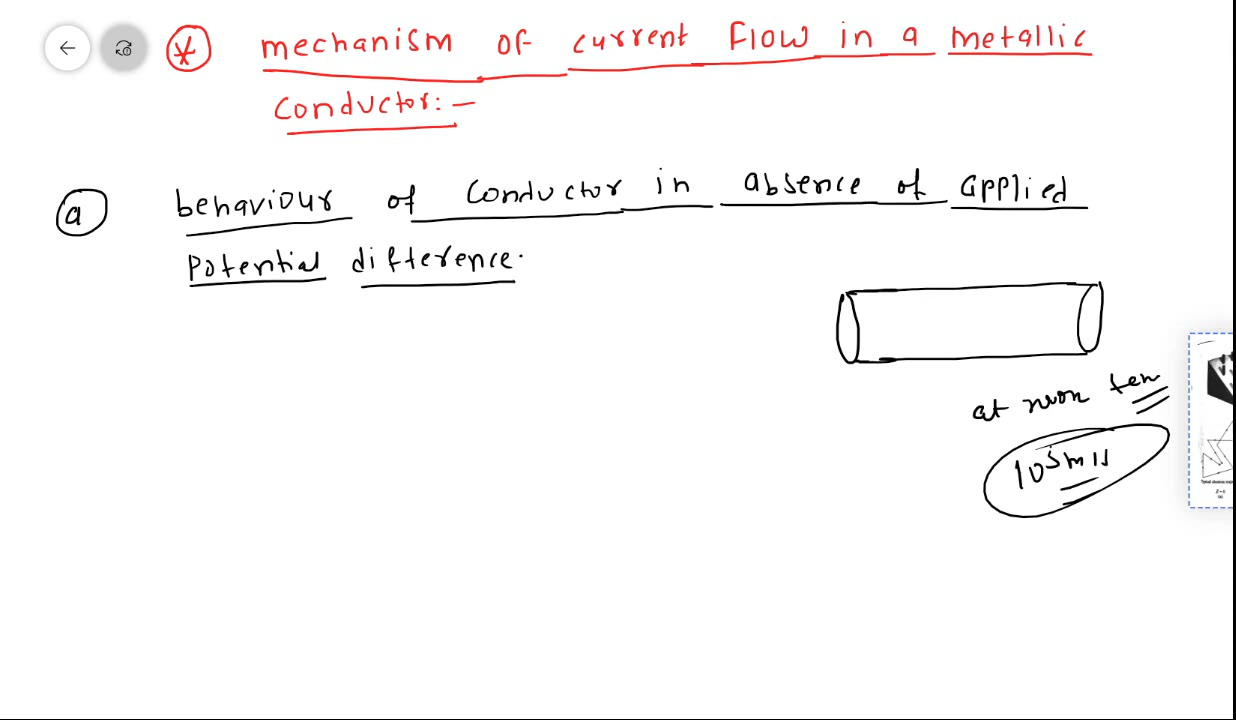 * mechanism of current Flow in a metallic
Conductor:-
(a) behaviour of Conductor in absence of applied
Potential difference.
at room tem
10⁵m/s